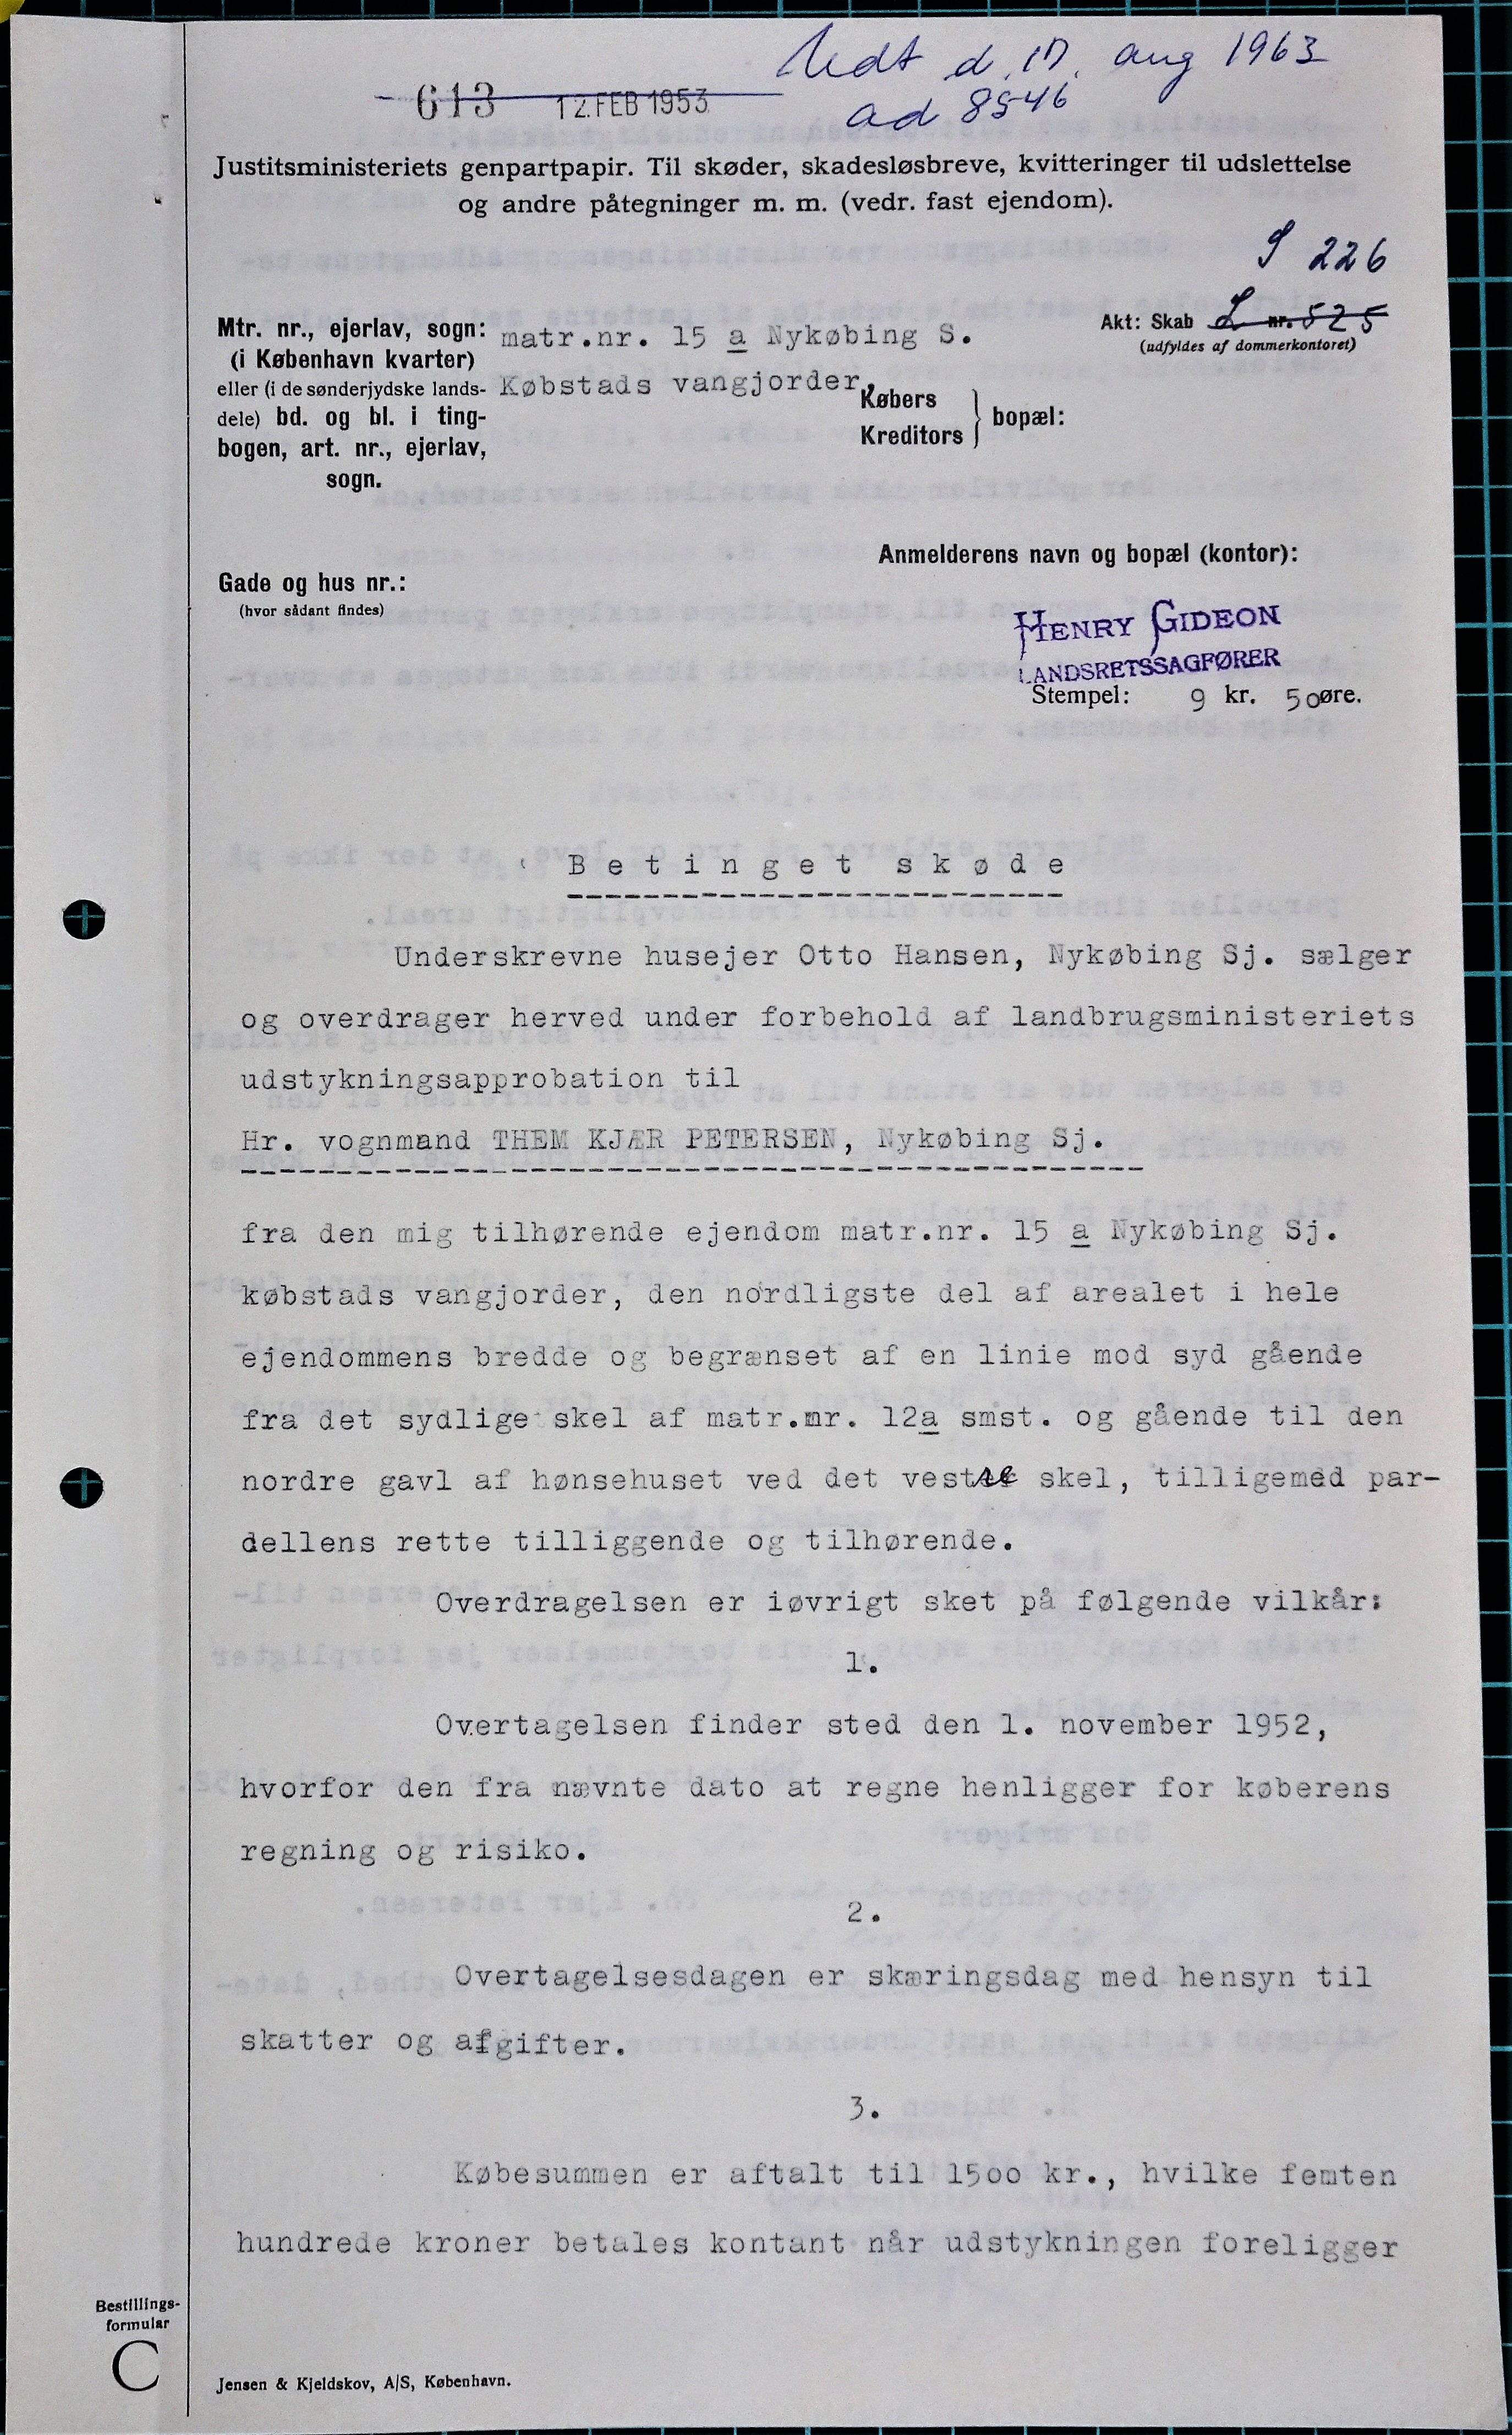 Udt d. 17. aug 1963
613 12. FEB 1953 ad 8546
Justitsministeriets genpartpapir. Til skøder, skadesløsbreve, kvitteringer til udslettelse
og andre påtegninger m. m. (vedr. fast ejendom).
S 226
Mtr. nr., ejerlav, sogn: matr.nr. 15 a Nykøbing S. Akt: Skab L nr. 525
(i København kvarter) (udfyldes af dommerkontoret)
eller (i de sønderjydske lands- Købstads vangjorder, Købers
dele) bd. og bl. i ting- bopæl:
bogen, art. nr., ejerlav, Kreditors
sogn.
Anmelderens navn og bopæl (kontor):
Gade og hus nr.:
(hvor sådant findes)
HENRY GIDEON
LANDSRETSSAGFØRER
Stempel: 9 kr. 50 øre.
Betinget skøde
Underskrevne husejer Otto Hansen, Nykøbing Sj. sælger
og overdrager herved under forbehold af landbrugsministeriets
udstykningsapprobation til
Hr. vognmand THEM KJÆR PETERSEN, Nykøbing Sj.
fra den mig tilhørende ejendom matr.nr. 15 a Nykøbing Sj.
købstads vangjorder, den nordligste del af arealet i hele
ejendommens bredde og begrænset af en linie mod syd gående
fra det sydlige skel af matr.mr. 12a smst. og gående til den
nordre gavl af hønsehuset ved det vestre skel, tilligemed par-
dellens rette tilliggende og tilhørende.
Overdragelsen er iøvrigt sket på følgende vilkår:
1.
Overtagelsen finder sted den 1. november 1952,
hvorfor den fra nævnte dato at regne henligger for køberens
regning og risiko.
2.
Overtagelsesdagen er skæringsdag med hensyn til
skatter og afgifter.
3.
Købesummen er aftalt til 1500 kr., hvilke femten
hundrede kroner betales kontant når udstykningen foreligger
Bestillings-
formular
C
Jensen & Kjeldskov, A/S, København.